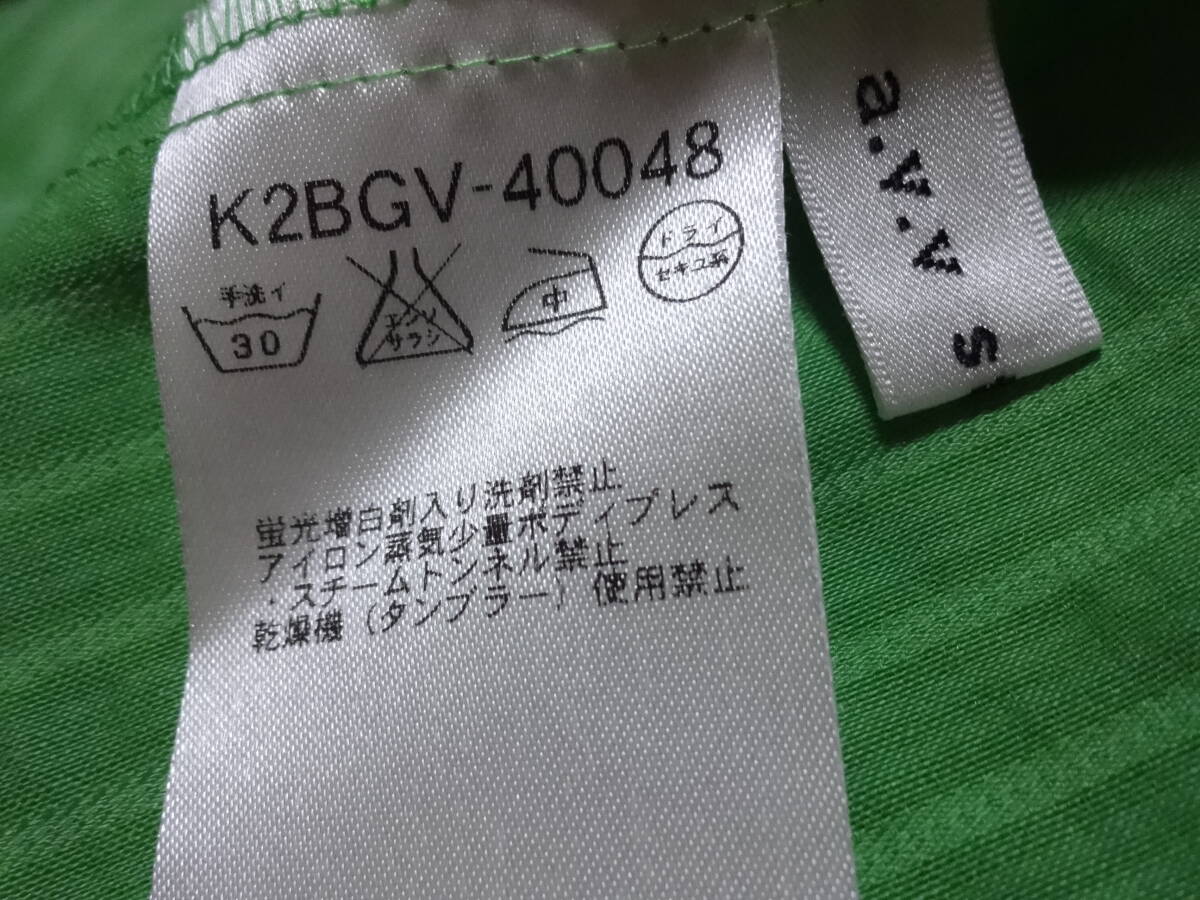 K2BGV-40048
手洗イ
30
エンソ
サラシ
中
ドライ
セキユ系
蛍光増白剤入り洗剤禁止
アイロン蒸気少量ボディプレス
・スチームトンネル禁止
乾燥機(タンブラー)使用禁止
a.v.v
s